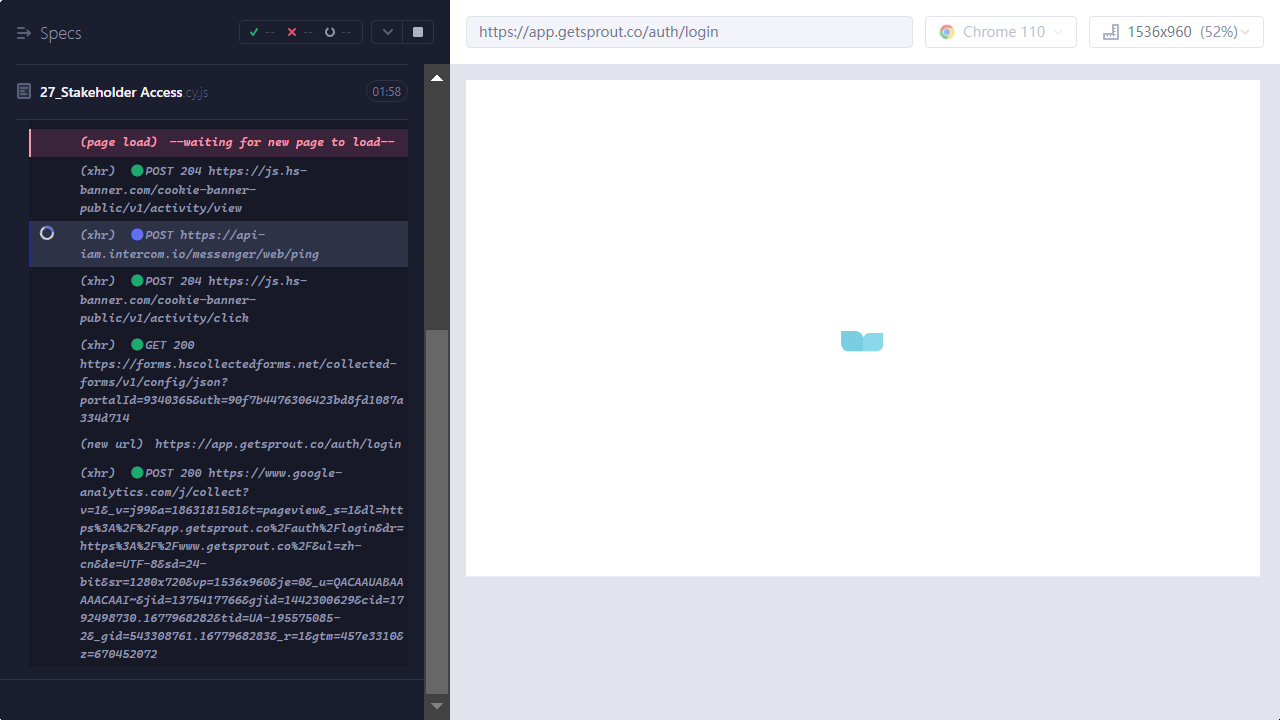 Specs
-- -- --
https://app.getsprout.co/auth/login
Chrome 110
1536x960 (52%)
27_Stakeholder Access.cy.js
01:58
(page load) --waiting for new page to load--
(xhr) POST 204 https://js.hs-
banner.com/cookie-banner-
public/v1/activity/view
(xhr) POST https://api-
iam.intercom.io/messenger/web/ping
(xhr) POST 204 https://js.hs-
banner.com/cookie-banner-
public/v1/activity/click
(xhr) GET 200
https://forms.hscollectedforms.net/collected-
forms/v1/config/json?
portalId=9340365&utk=90f7b4476306423bd8fd1087a
334d714
(new url) https://app.getsprout.co/auth/login
(xhr) POST 200 https://www.google-
analytics.com/j/collect?
v=1&_v=j99&a=1863181581&t=pageview&_s=1&dl=htt
ps%3A%2F%2Fapp.getsprout.co%2Fauth%2Flogin&dr=
https%3A%2F%2Fwww.getsprout.co%2F&ul=zh-
cn&de=UTF-8&sd=24-
bit&sr=1280x720&vp=1536x960&je=0&_u=QACAAUABAA
AAACAAI~&jid=1375417766&gjid=1442300629&cid=17
92498730.1677968282&tid=UA-195575085-
2&_gid=543308761.1677968283&_r=1&gtm=457e3310&
z=670452072